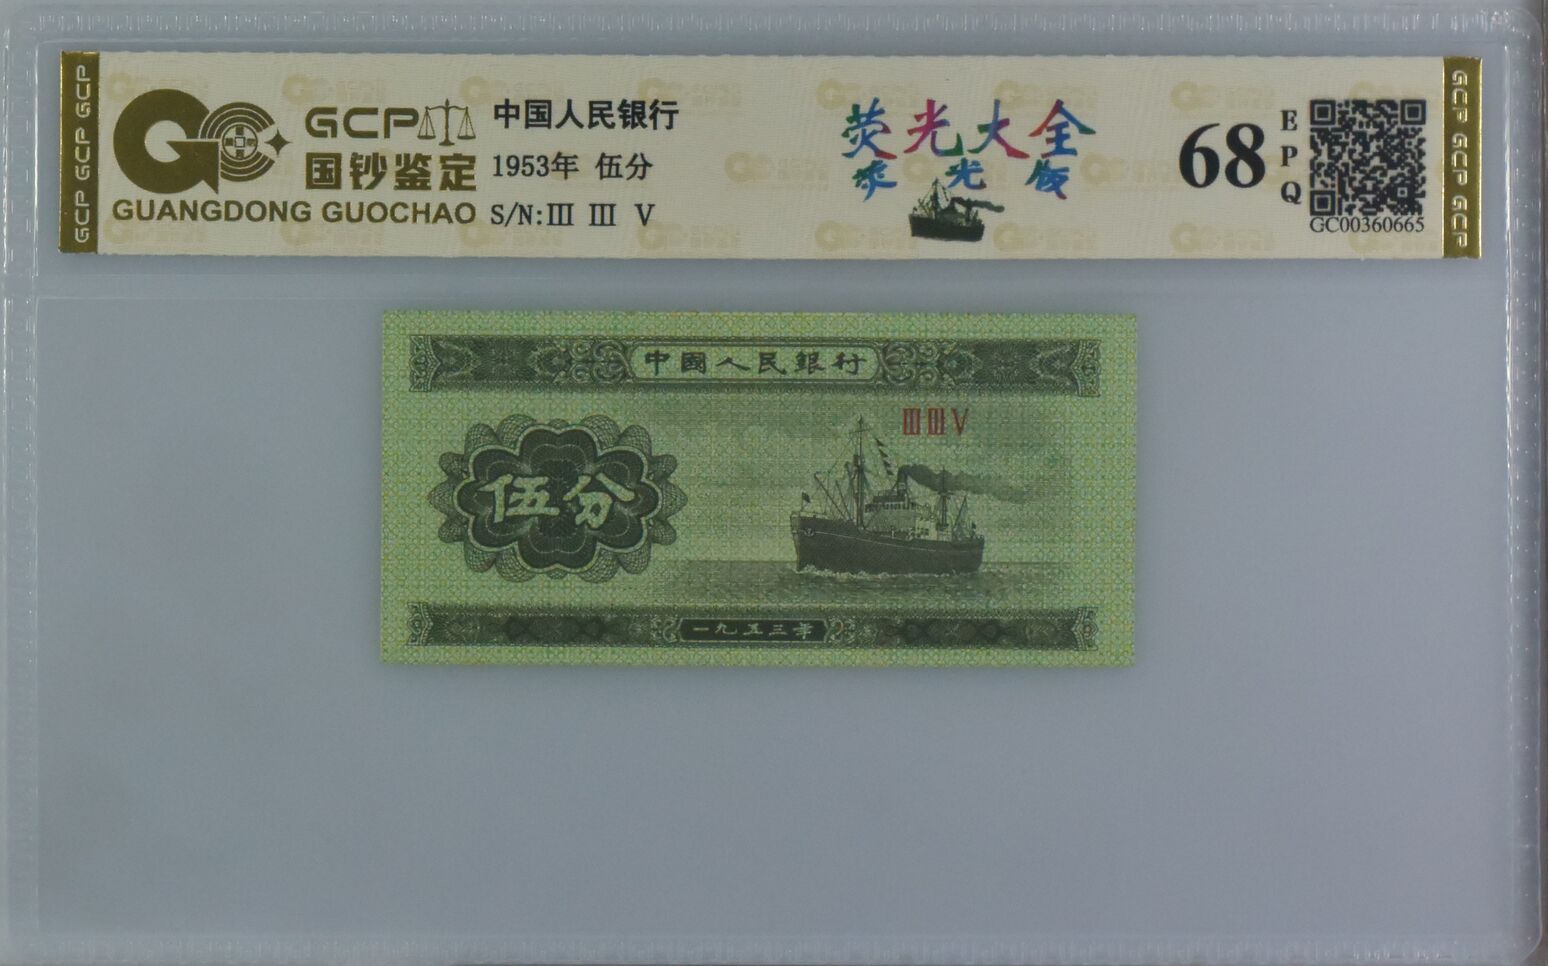 GCP GCP GCP
GCP
国钞鉴定
GUANGDONG GUOCHAO
中国人民银行
1953年 伍分
S/N:Ⅲ Ⅲ Ⅴ
荧光大全
光版
68
EPQ
GC00360665
GCP GCP GCP
中國人民銀行
ⅢⅢⅤ
伍分
一九五三年